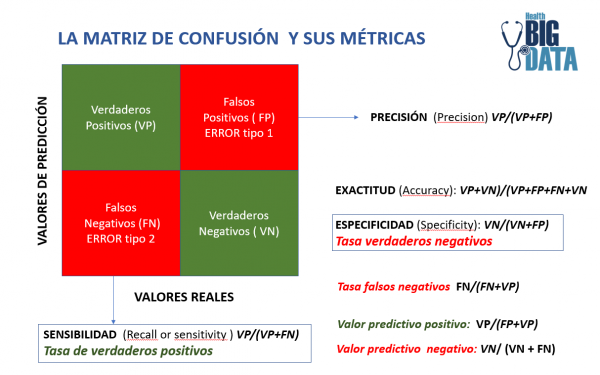 LA MATRIZ DE CONFUSIÓN Y SUS MÉTRICAS
Health
BIG
DATA
VALORES DE PREDICCIÓN
Verdaderos
Positivos (VP)
Falsos
Positivos ( FP)
ERROR tipo 1
PRECISIÓN (Precision) VP/(VP+FP)
Falsos
Negativos (FN)
ERROR tipo 2
Verdaderos
Negativos ( VN)
EXACTITUD (Accuracy): VP+VN)/(VP+FP+FN+VN
ESPECIFICIDAD (Specificity): VN/(VN+FP)
Tasa verdaderos negativos
VALORES REALES
Tasa falsos negativos FN/(FN+VP)
SENSIBILIDAD (Recall or sensitivity ) VP/(VP+FN)
Tasa de verdaderos positivos
Valor predictivo positivo: VP/(FP+VP)
Valor predictivo negativo: VN/ (VN + FN)